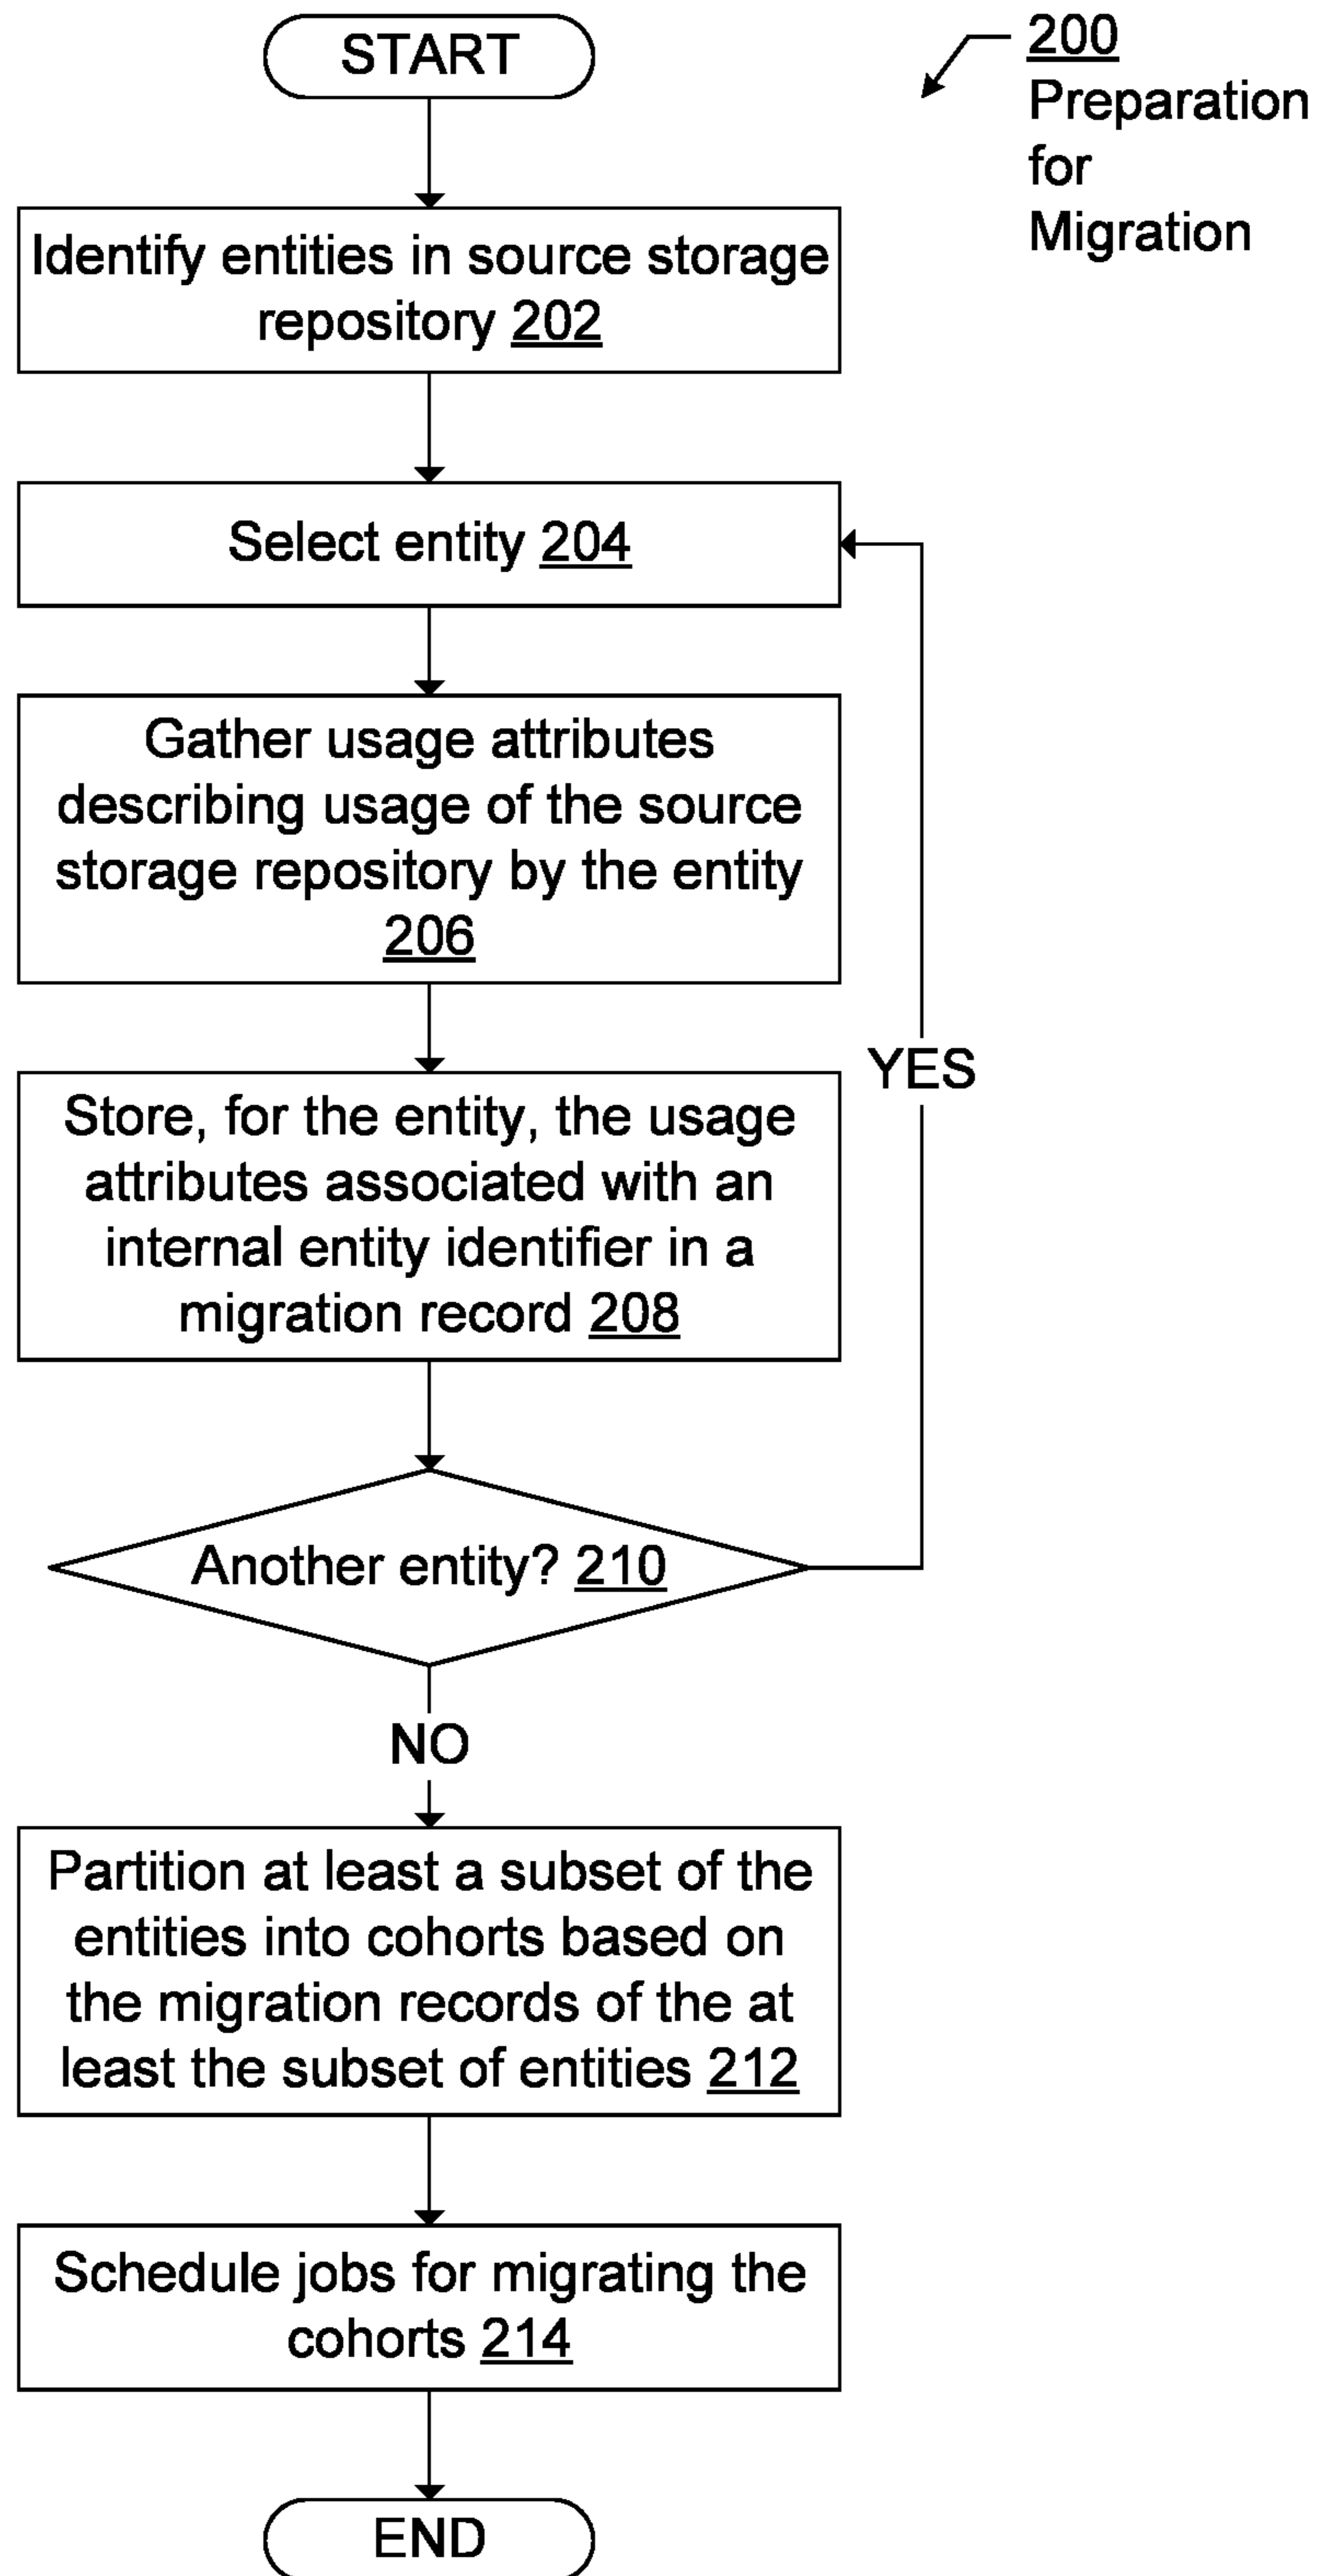 START
200
Preparation
for
Migration
Identify entities in source storage
repository 202
Select entity 204
Gather usage attributes
describing usage of the source
storage repository by the entity
206
YES
Store, for the entity, the usage
attributes associated with an
internal entity identifier in a
migration record 208
Another entity? 210
NO
Partition at least a subset of the
entities into cohorts based on
the migration records of the at
least the subset of entities 212
Schedule jobs for migrating the
cohorts 214
END